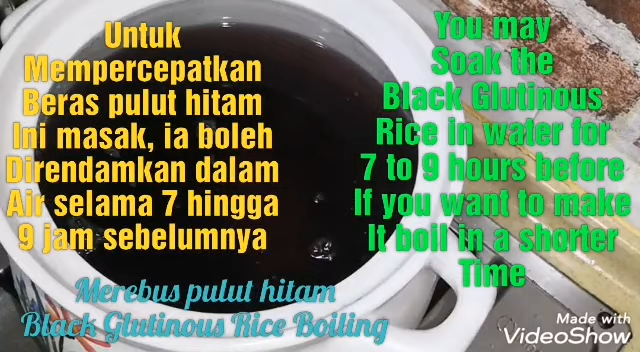 Untuk
Mempercepatkan
Beras pulut hitam
Ini masak, ia boleh
Direndamkan dalam
Air selama 7 hingga
9 jam sebelumnya
You may
Soak the
Black Glutinous
Rice in water for
7 to 9 hours before
If you want to make
It boil in a shorter
Time
Merebus pulut hitam
Black Glutinous Rice Boiling
Made with
VideoShow